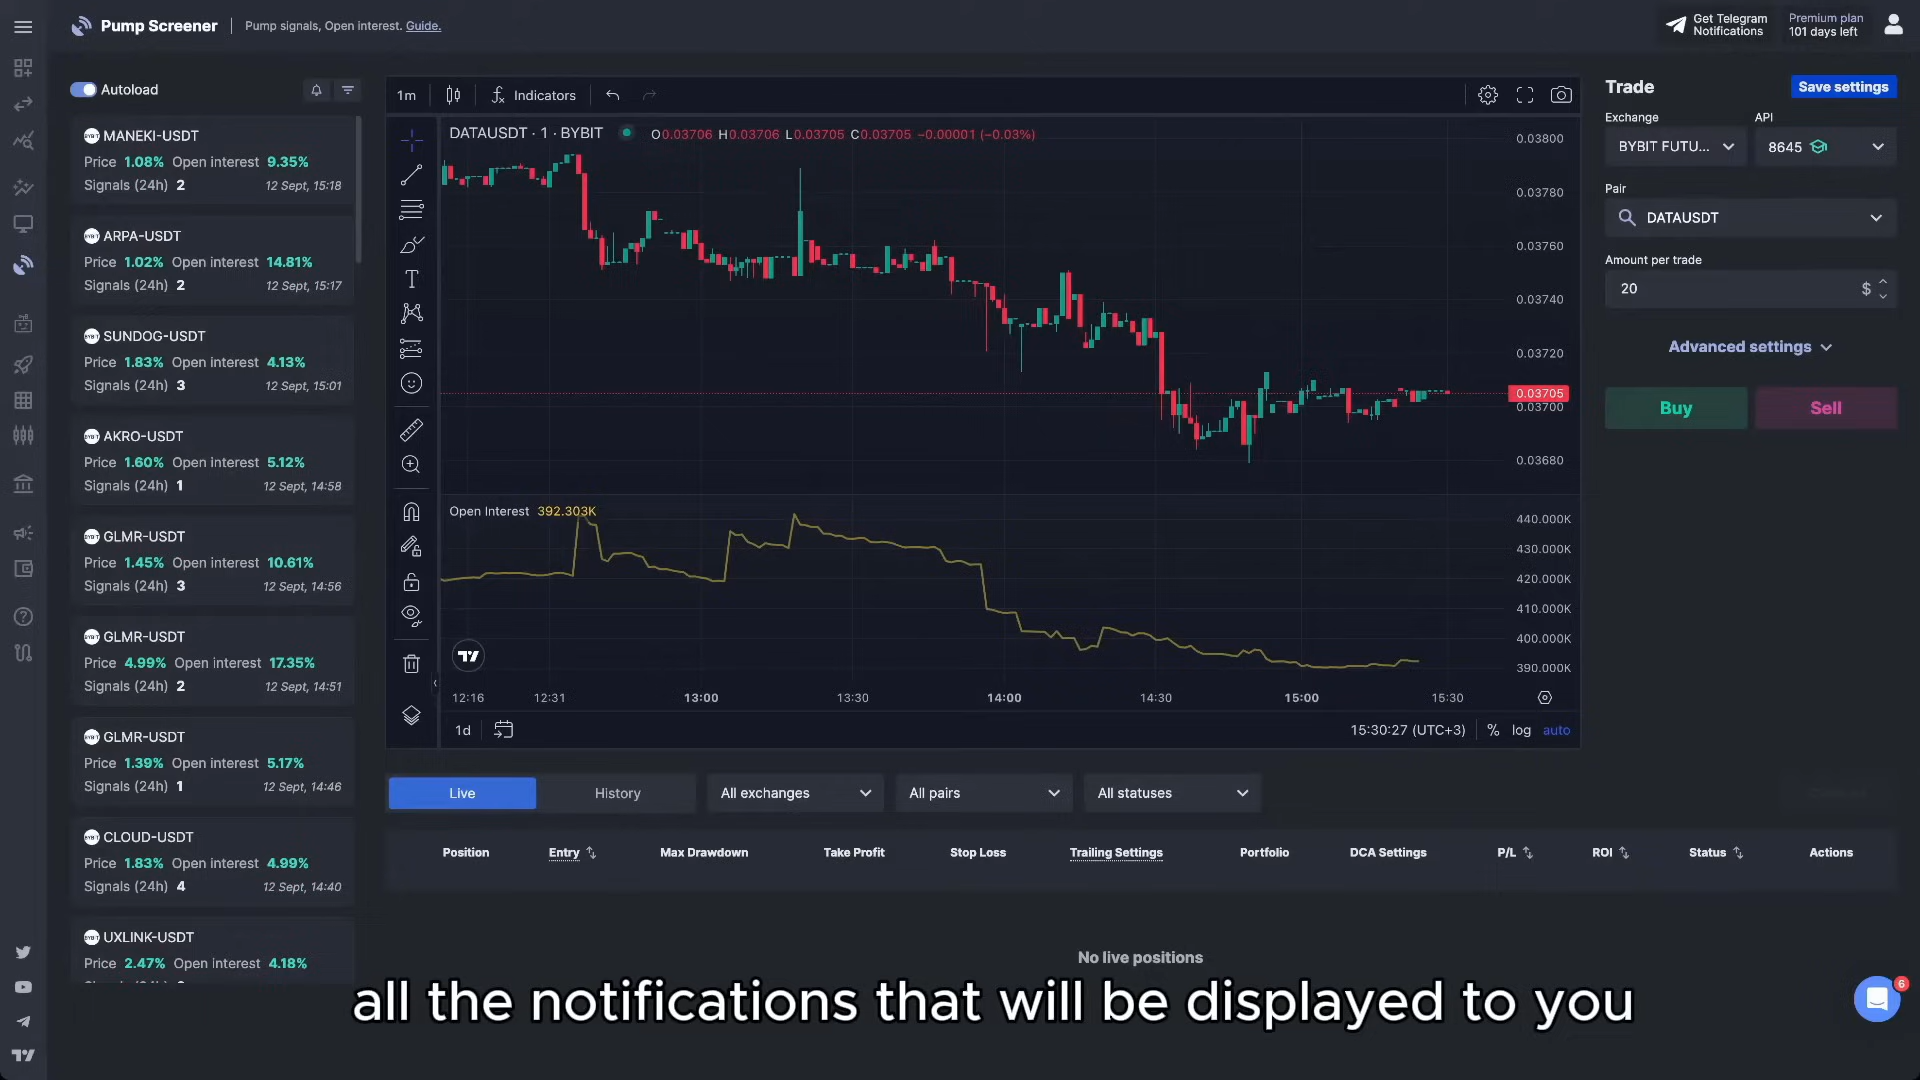 Pump Screener
Pump signals, Open interest. Guide.
Get Telegram
Notifications
Premium plan
101 days left
Autoload
MANEKI-USDT
Price 1.08% Open interest 9.35%
Signals (24h) 2 12 Sept, 15:18
ARPA-USDT
Price 1.02% Open interest 14.81%
Signals (24h) 2 12 Sept, 15:17
SUNDOG-USDT
Price 1.83% Open interest 4.13%
Signals (24h) 3 12 Sept, 15:01
AKRO-USDT
Price 1.60% Open interest 5.12%
Signals (24h) 1 12 Sept, 14:58
GLMR-USDT
Price 1.45% Open interest 10.61%
Signals (24h) 3 12 Sept, 14:56
GLMR-USDT
Price 4.99% Open interest 17.35%
Signals (24h) 2 12 Sept, 14:51
GLMR-USDT
Price 1.39% Open interest 5.17%
Signals (24h) 1 12 Sept, 14:46
CLOUD-USDT
Price 1.83% Open interest 4.99%
Signals (24h) 4 12 Sept, 14:40
UXLINK-USDT
Price 2.47% Open interest 4.18%
1m Indicators
DATAUSDT · 1 · BYBIT O0.03706 H0.03706 L0.03705 C0.03705 -0.00001 (-0.03%)
0.03800
0.03780
0.03760
0.03740
0.03720
0.03705
0.03700
0.03680
Open Interest 392.303K
440.000K
430.000K
420.000K
410.000K
400.000K
390.000K
12:16 12:31 13:00 13:30 14:00 14:30 15:00 15:30
1d 15:30:27 (UTC+3) % log auto
Trade Save settings
Exchange API
BYBIT FUTU... 8645
Pair
DATAUSDT
Amount per trade
20 $
Advanced settings
Buy Sell
Live History All exchanges All pairs All statuses
Position Entry Max Drawdown Take Profit Stop Loss Trailing Settings Portfolio DCA Settings P/L ROI Status Actions
No live positions
all the notifications that will be displayed to you
6